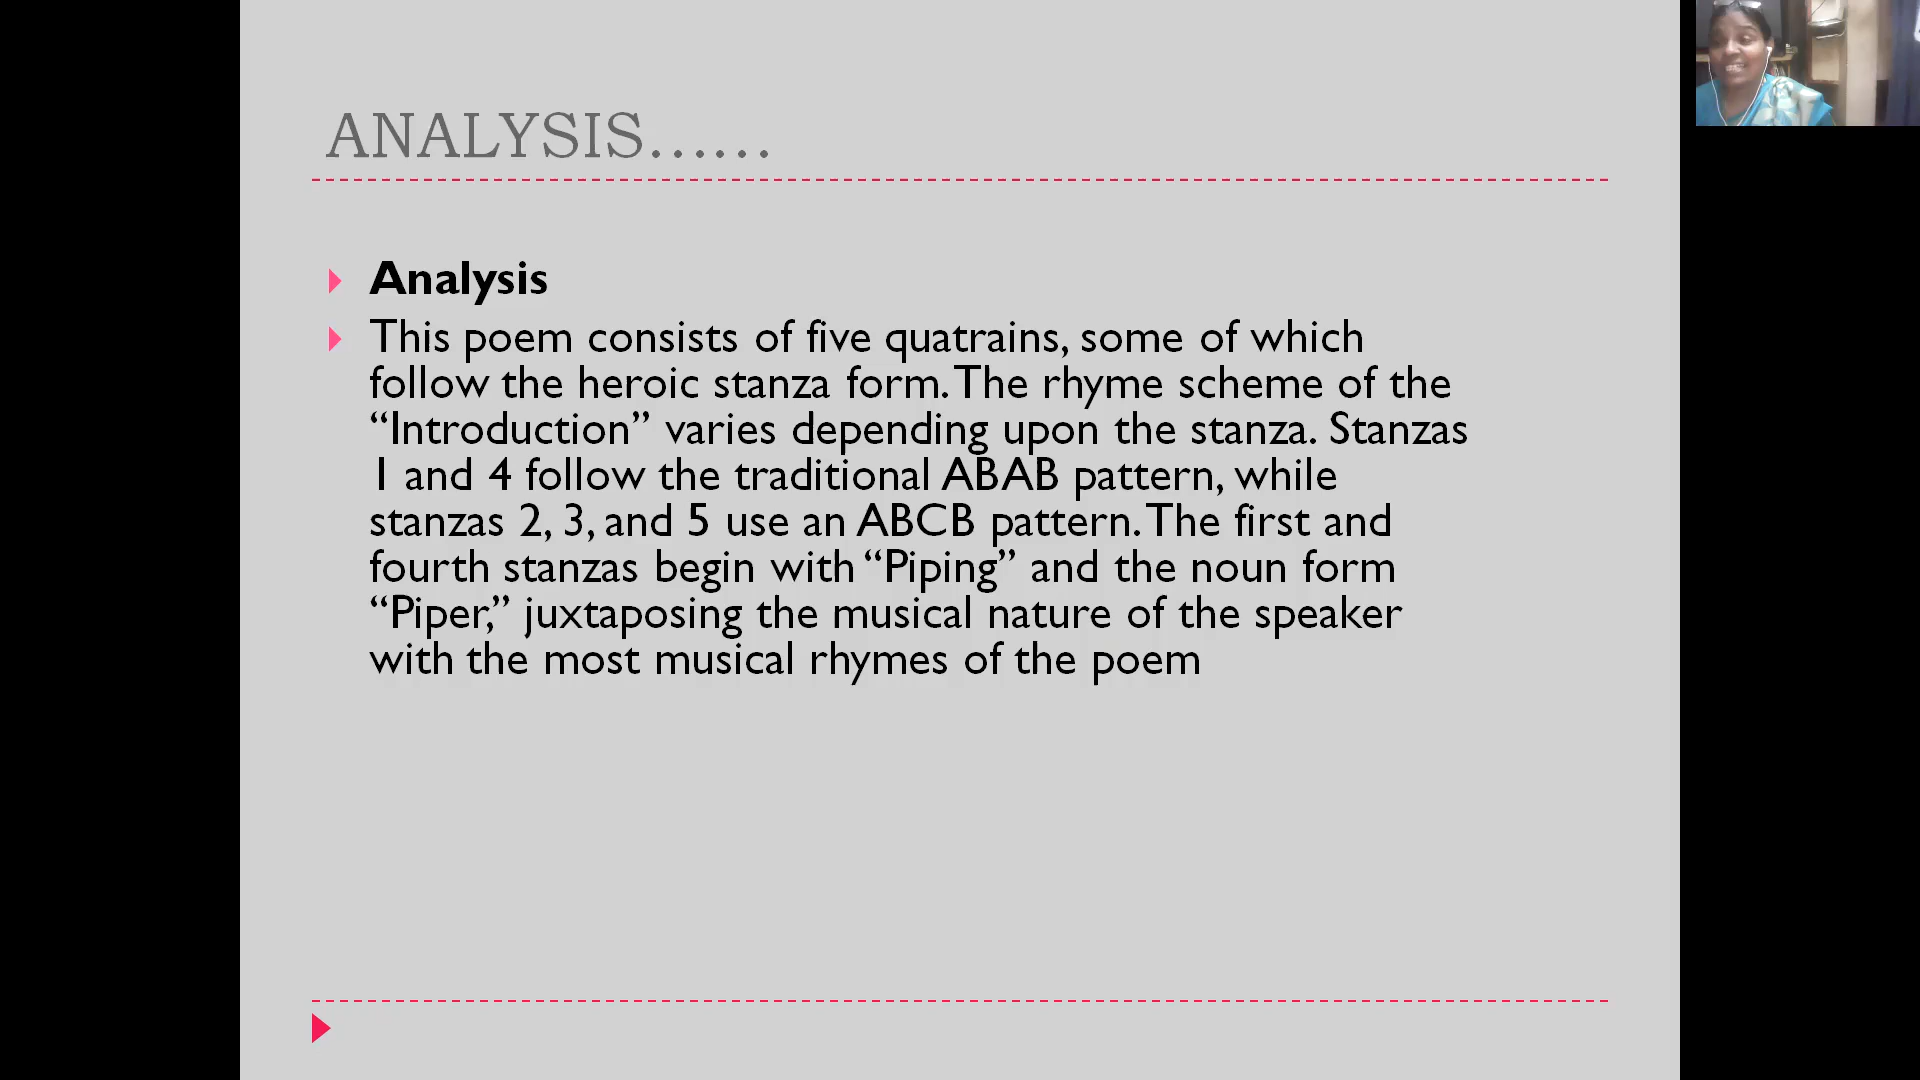 ANALYSIS......
Analysis
This poem consists of five quatrains, some of which
follow the heroic stanza form. The rhyme scheme of the
“Introduction” varies depending upon the stanza. Stanzas
1 and 4 follow the traditional ABAB pattern, while
stanzas 2, 3, and 5 use an ABCB pattern. The first and
fourth stanzas begin with “Piping” and the noun form
“Piper,” juxtaposing the musical nature of the speaker
with the most musical rhymes of the poem